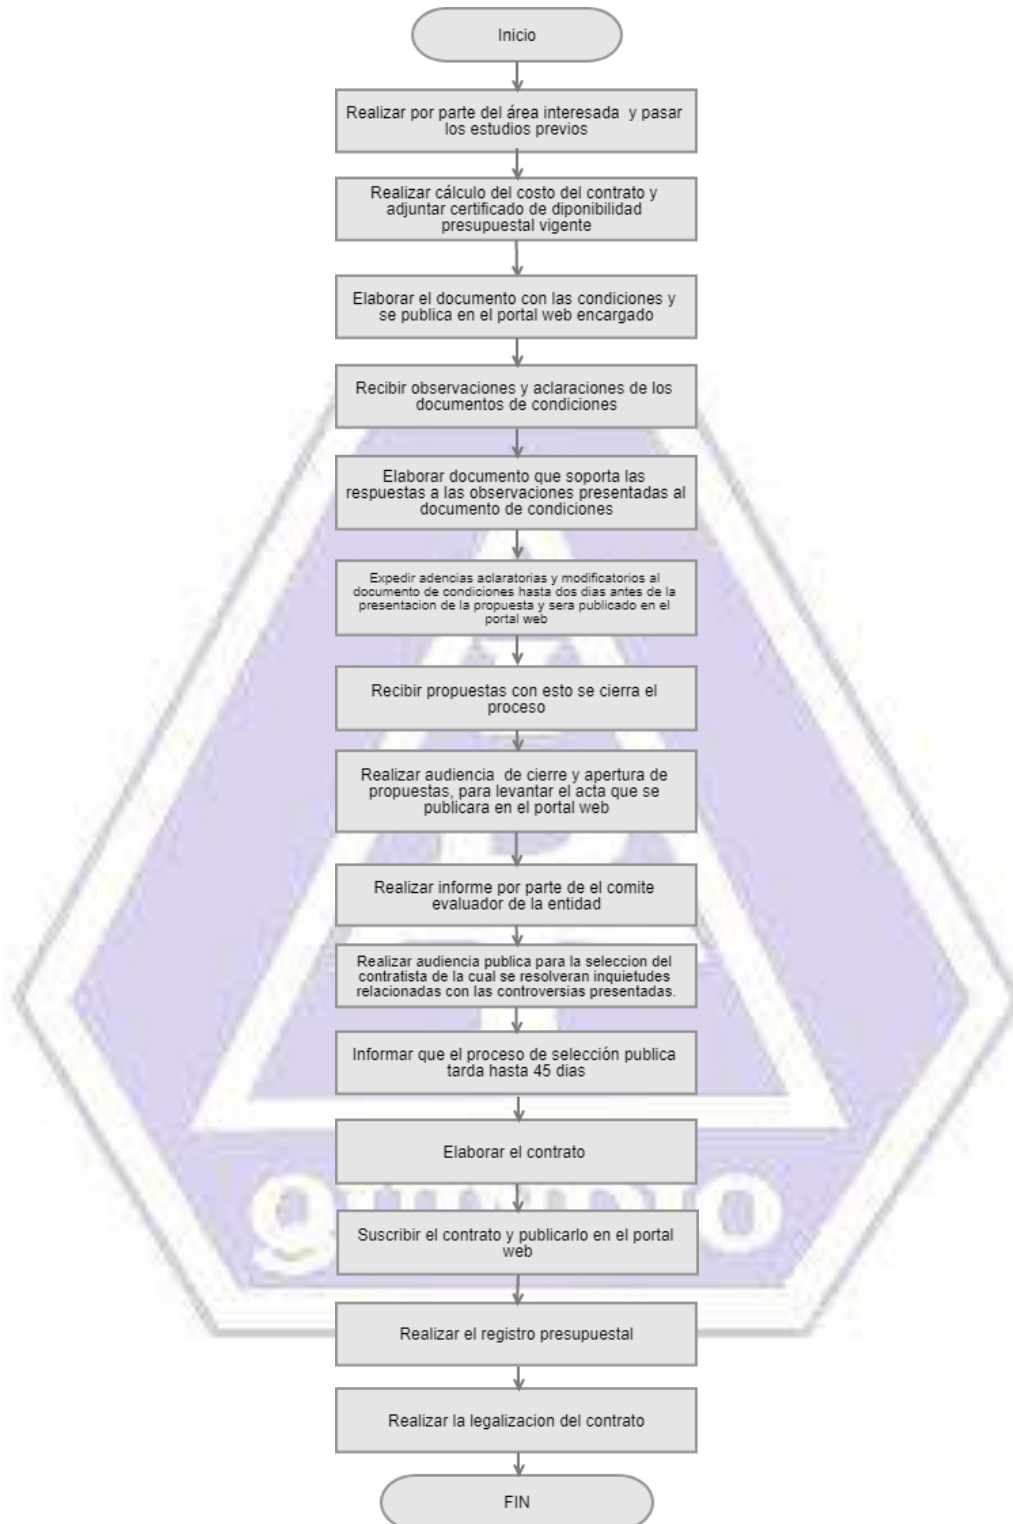 Inicio
Realizar por parte del área interesada y pasar
los estudios previos
Realizar cálculo del costo del contrato y
adjuntar certificado de diponibilidad
presupuestal vigente
Elaborar el documento con las condiciones y
se publica en el portal web encargado
Recibir observaciones y aclaraciones de los
documentos de condiciones
Elaborar documento que soporta las
respuestas a las observaciones presentadas al
documento de condiciones
Expedir adencias aclaratorias y modificatorios al
documento de condiciones hasta dos dias antes de la
presentacion de la propuesta y sera publicado en el
portal web
Recibir propuestas con esto se cierra el
proceso
Realizar audiencia de cierre y apertura de
propuestas, para levantar el acta que se
publicara en el portal web
Realizar informe por parte de el comite
evaluador de la entidad
Realizar audiencia publica para la seleccion del
contratista de la cual se resolveran inquietudes
relacionadas con las controversias presentadas.
Informar que el proceso de selección publica
tarda hasta 45 dias
Elaborar el contrato
Suscribir el contrato y publicarlo en el portal
web
Realizar el registro presupuestal
Realizar la legalizacion del contrato
FIN